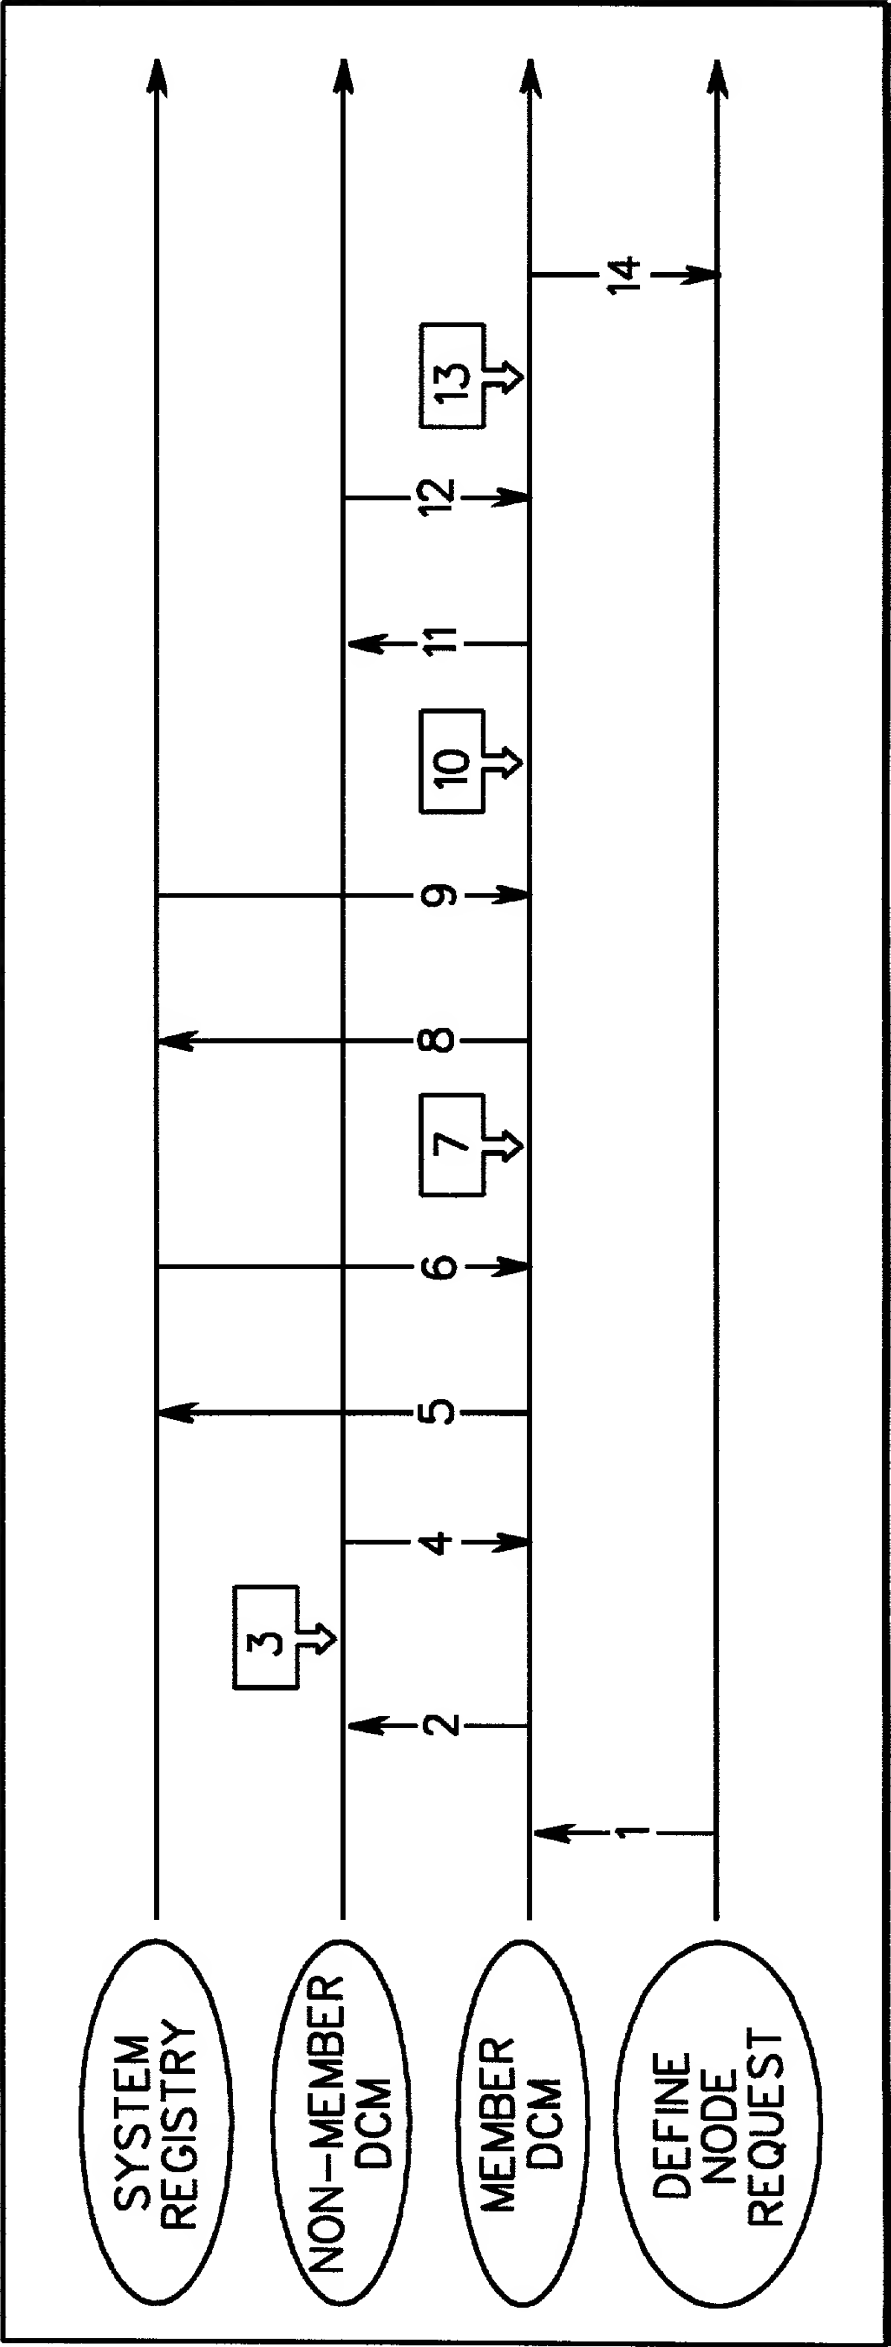 SYSTEM
REGISTRY
NON-MEMBER
DCM
MEMBER
DCM
DEFINE
NODE
REQUEST
1
2
3
4
5
6
7
8
9
10
11
12
13
14